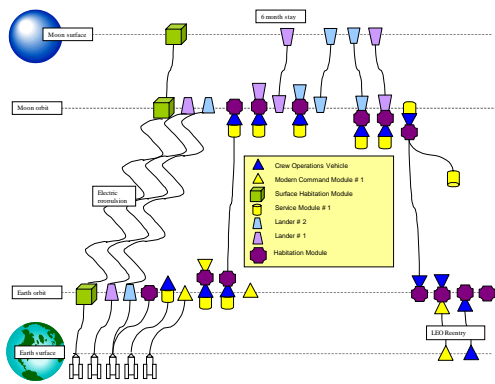 6 month stay
Moon surface
Moon orbit
Crew Operations Vehicle
Modern Command Module # 1
Surface Habitation Module
Service Module # 1
Lander # 2
Lander # 1
Habitation Module
Electric
propulsion
Earth orbit
LEO Reentry
Earth surface